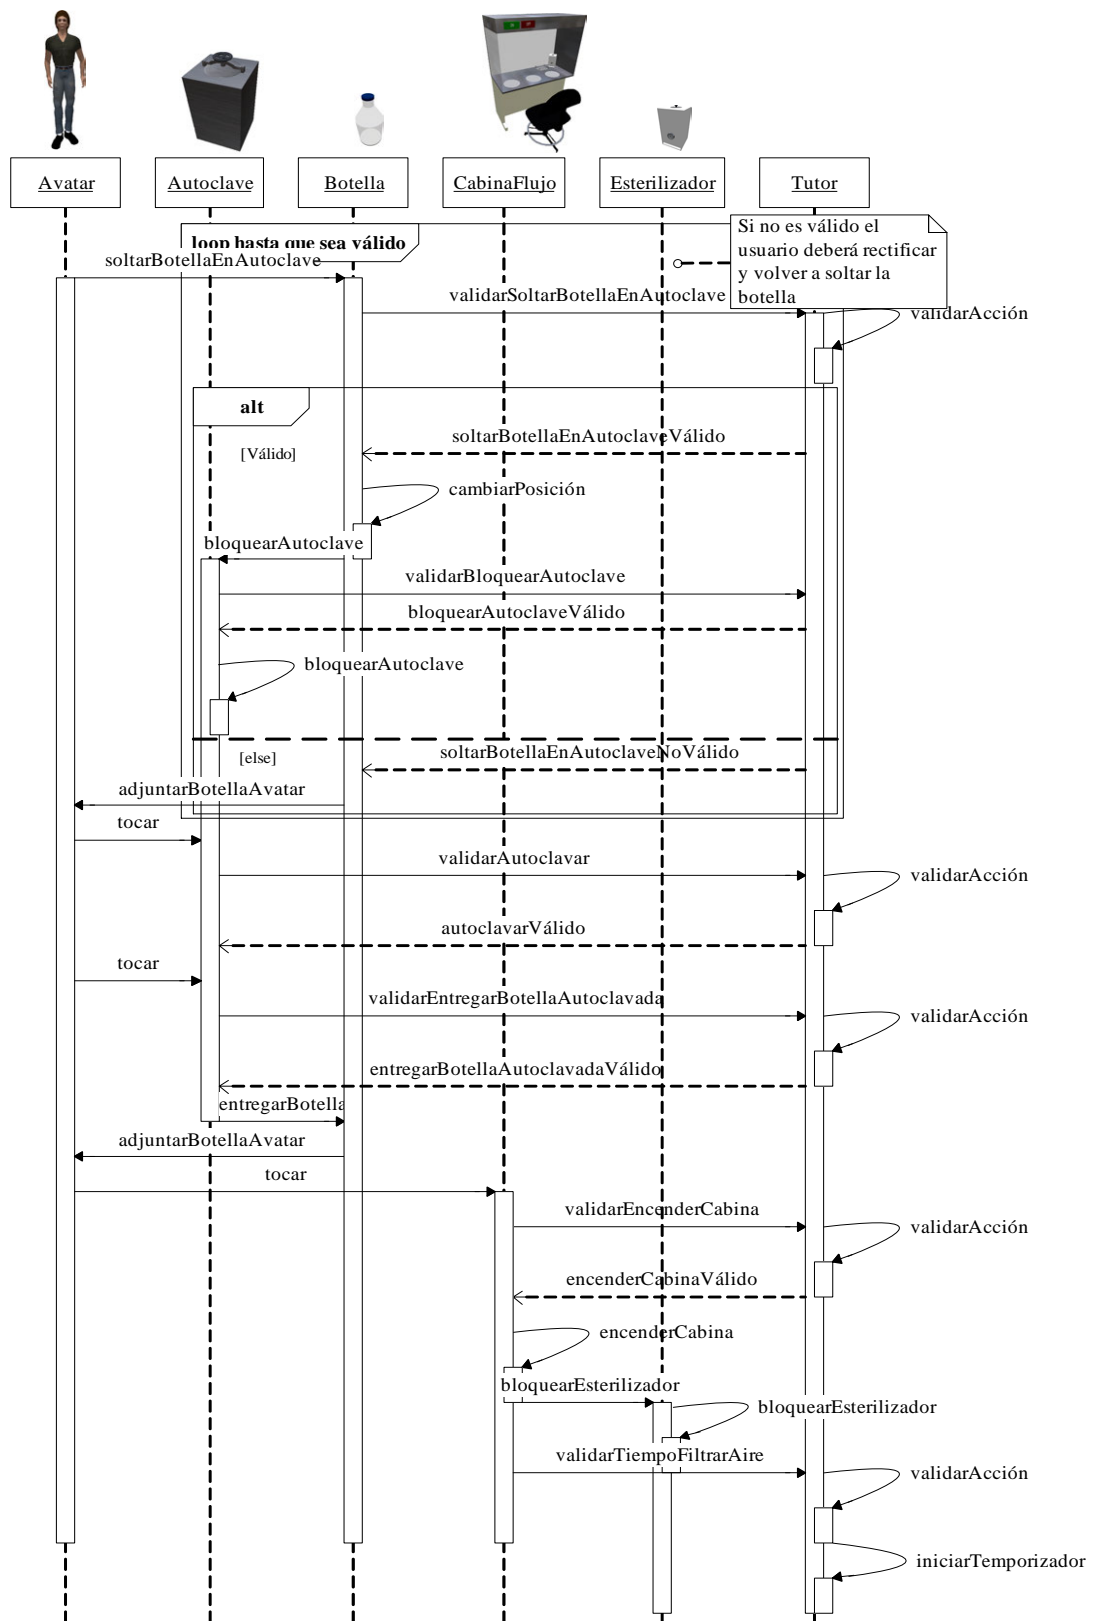 Avatar
Autoclave
Botella
CabinaFlujo
Esterilizador
Tutor
loop hasta que sea válido
Si no es válido el
usuario deberá rectificar
y volver a soltar la
botella
soltarBotellaEnAutoclave
validarSoltarBotellaEnAutoclave
validarAcción
alt
soltarBotellaEnAutoclaveVálido
[Válido]
cambiarPosición
bloquearAutoclave
validarBloquearAutoclave
bloquearAutoclaveVálido
bloquearAutoclave
soltarBotellaEnAutoclaveNoVálido
[else]
adjuntarBotellaAvatar
tocar
validarAutoclavar
validarAcción
autoclavarVálido
tocar
validarEntregarBotellaAutoclavada
validarAcción
entregarBotellaAutoclavadaVálido
entregarBotella
adjuntarBotellaAvatar
tocar
validarEncenderCabina
validarAcción
encenderCabinaVálido
encenderCabina
bloquearEsterilizador
bloquearEsterilizador
validarTiempoFiltrarAire
validarAcción
iniciarTemporizador